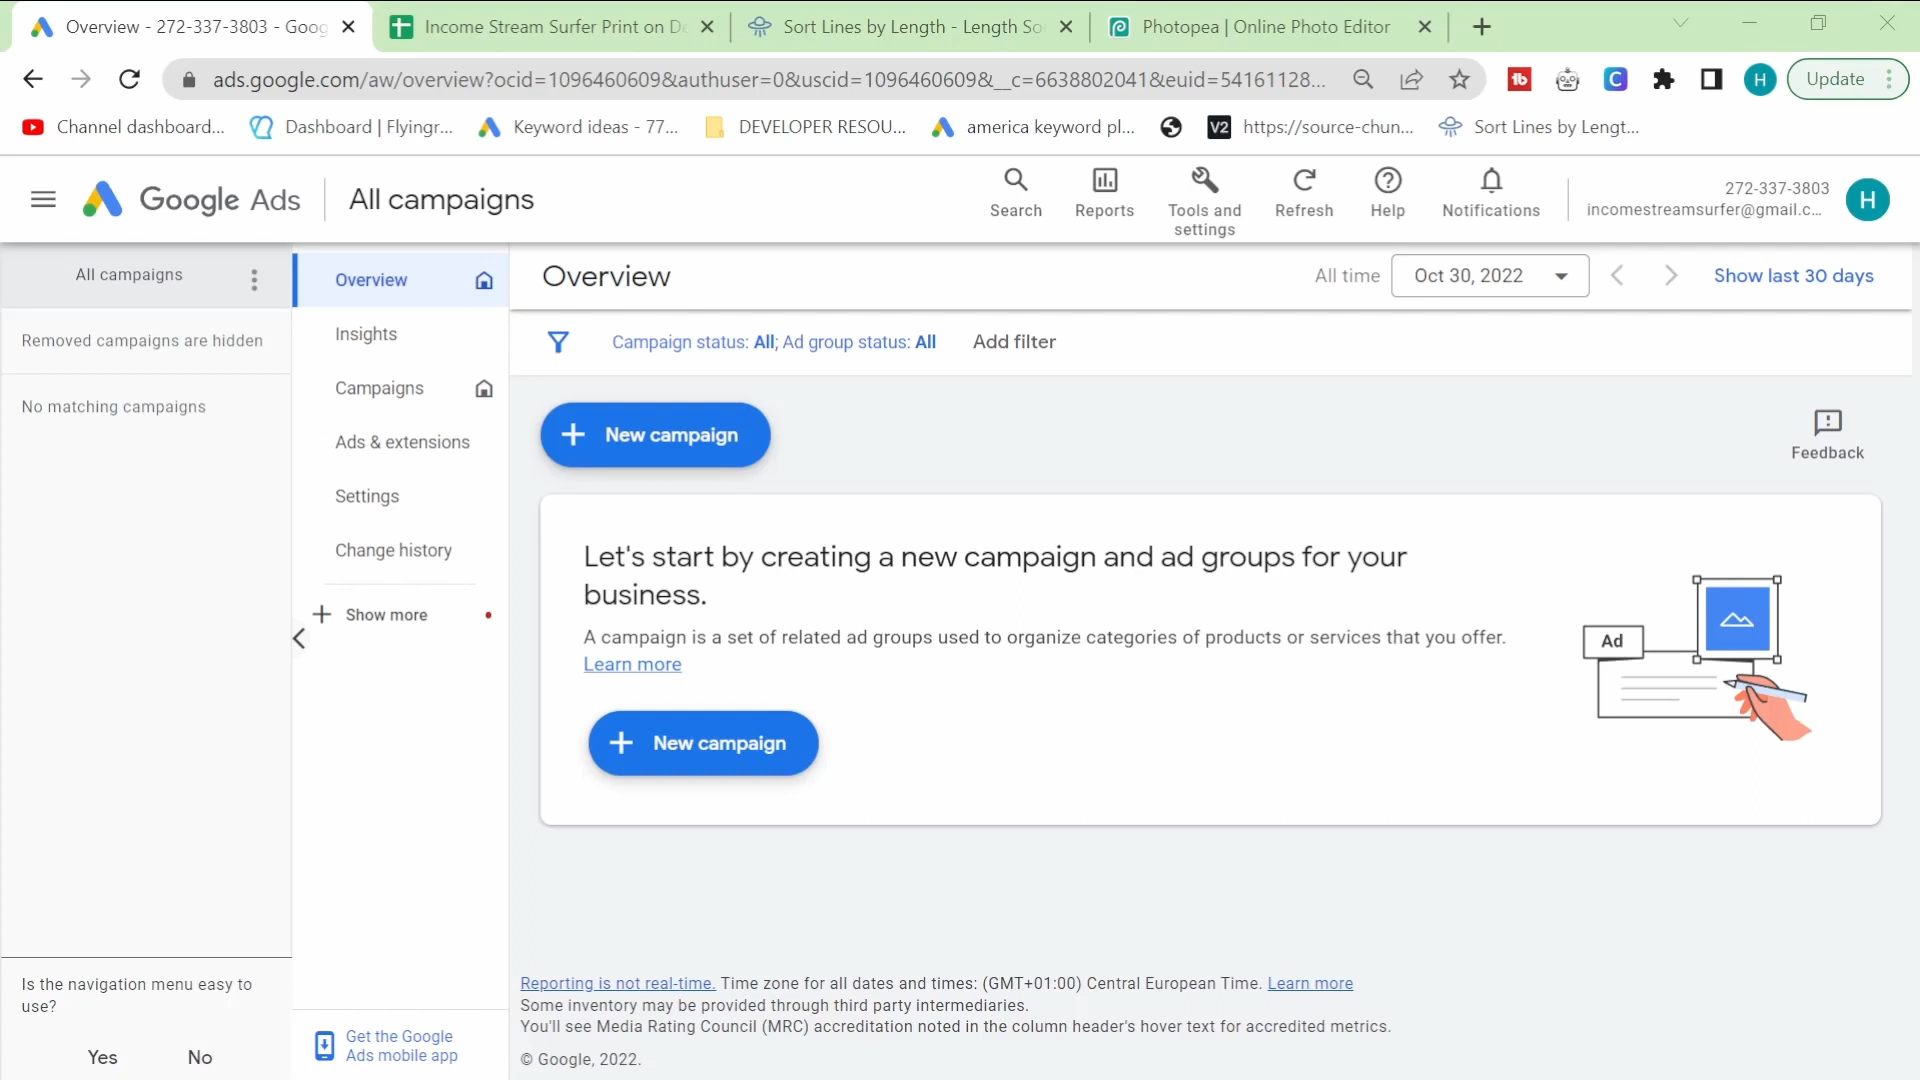 Overview - 272-337-3803 - Goog
Income Stream Surfer Print on De
Sort Lines by Length - Length So
Photopea | Online Photo Editor
ads.google.com/aw/overview?ocid=1096460609&authuser=0&uscid=1096460609&__c=6638802041&euid=54161128...
H
Update
Channel dashboard...
Dashboard | Flyingr...
Keyword ideas - 77...
DEVELOPER RESOU...
america keyword pl...
V2
https://source-chun...
Sort Lines by Lengt...
Google Ads
All campaigns
Search
Reports
Tools and
settings
Refresh
Help
Notifications
272-337-3803
incomestreamsurfer@gmail.c...
H
All campaigns
Removed campaigns are hidden
No matching campaigns
Overview
Insights
Campaigns
Ads & extensions
Settings
Change history
Show more
Overview
All time
Oct 30, 2022
Show last 30 days
Campaign status: All; Ad group status: All
Add filter
New campaign
Feedback
Let's start by creating a new campaign and ad groups for your
business.
A campaign is a set of related ad groups used to organize categories of products or services that you offer.
Learn more
New campaign
Ad
Is the navigation menu easy to
use?
Yes
No
Get the Google
Ads mobile app
Reporting is not real-time. Time zone for all dates and times: (GMT+01:00) Central European Time. Learn more
Some inventory may be provided through third party intermediaries.
You'll see Media Rating Council (MRC) accreditation noted in the column header's hover text for accredited metrics.
© Google, 2022.